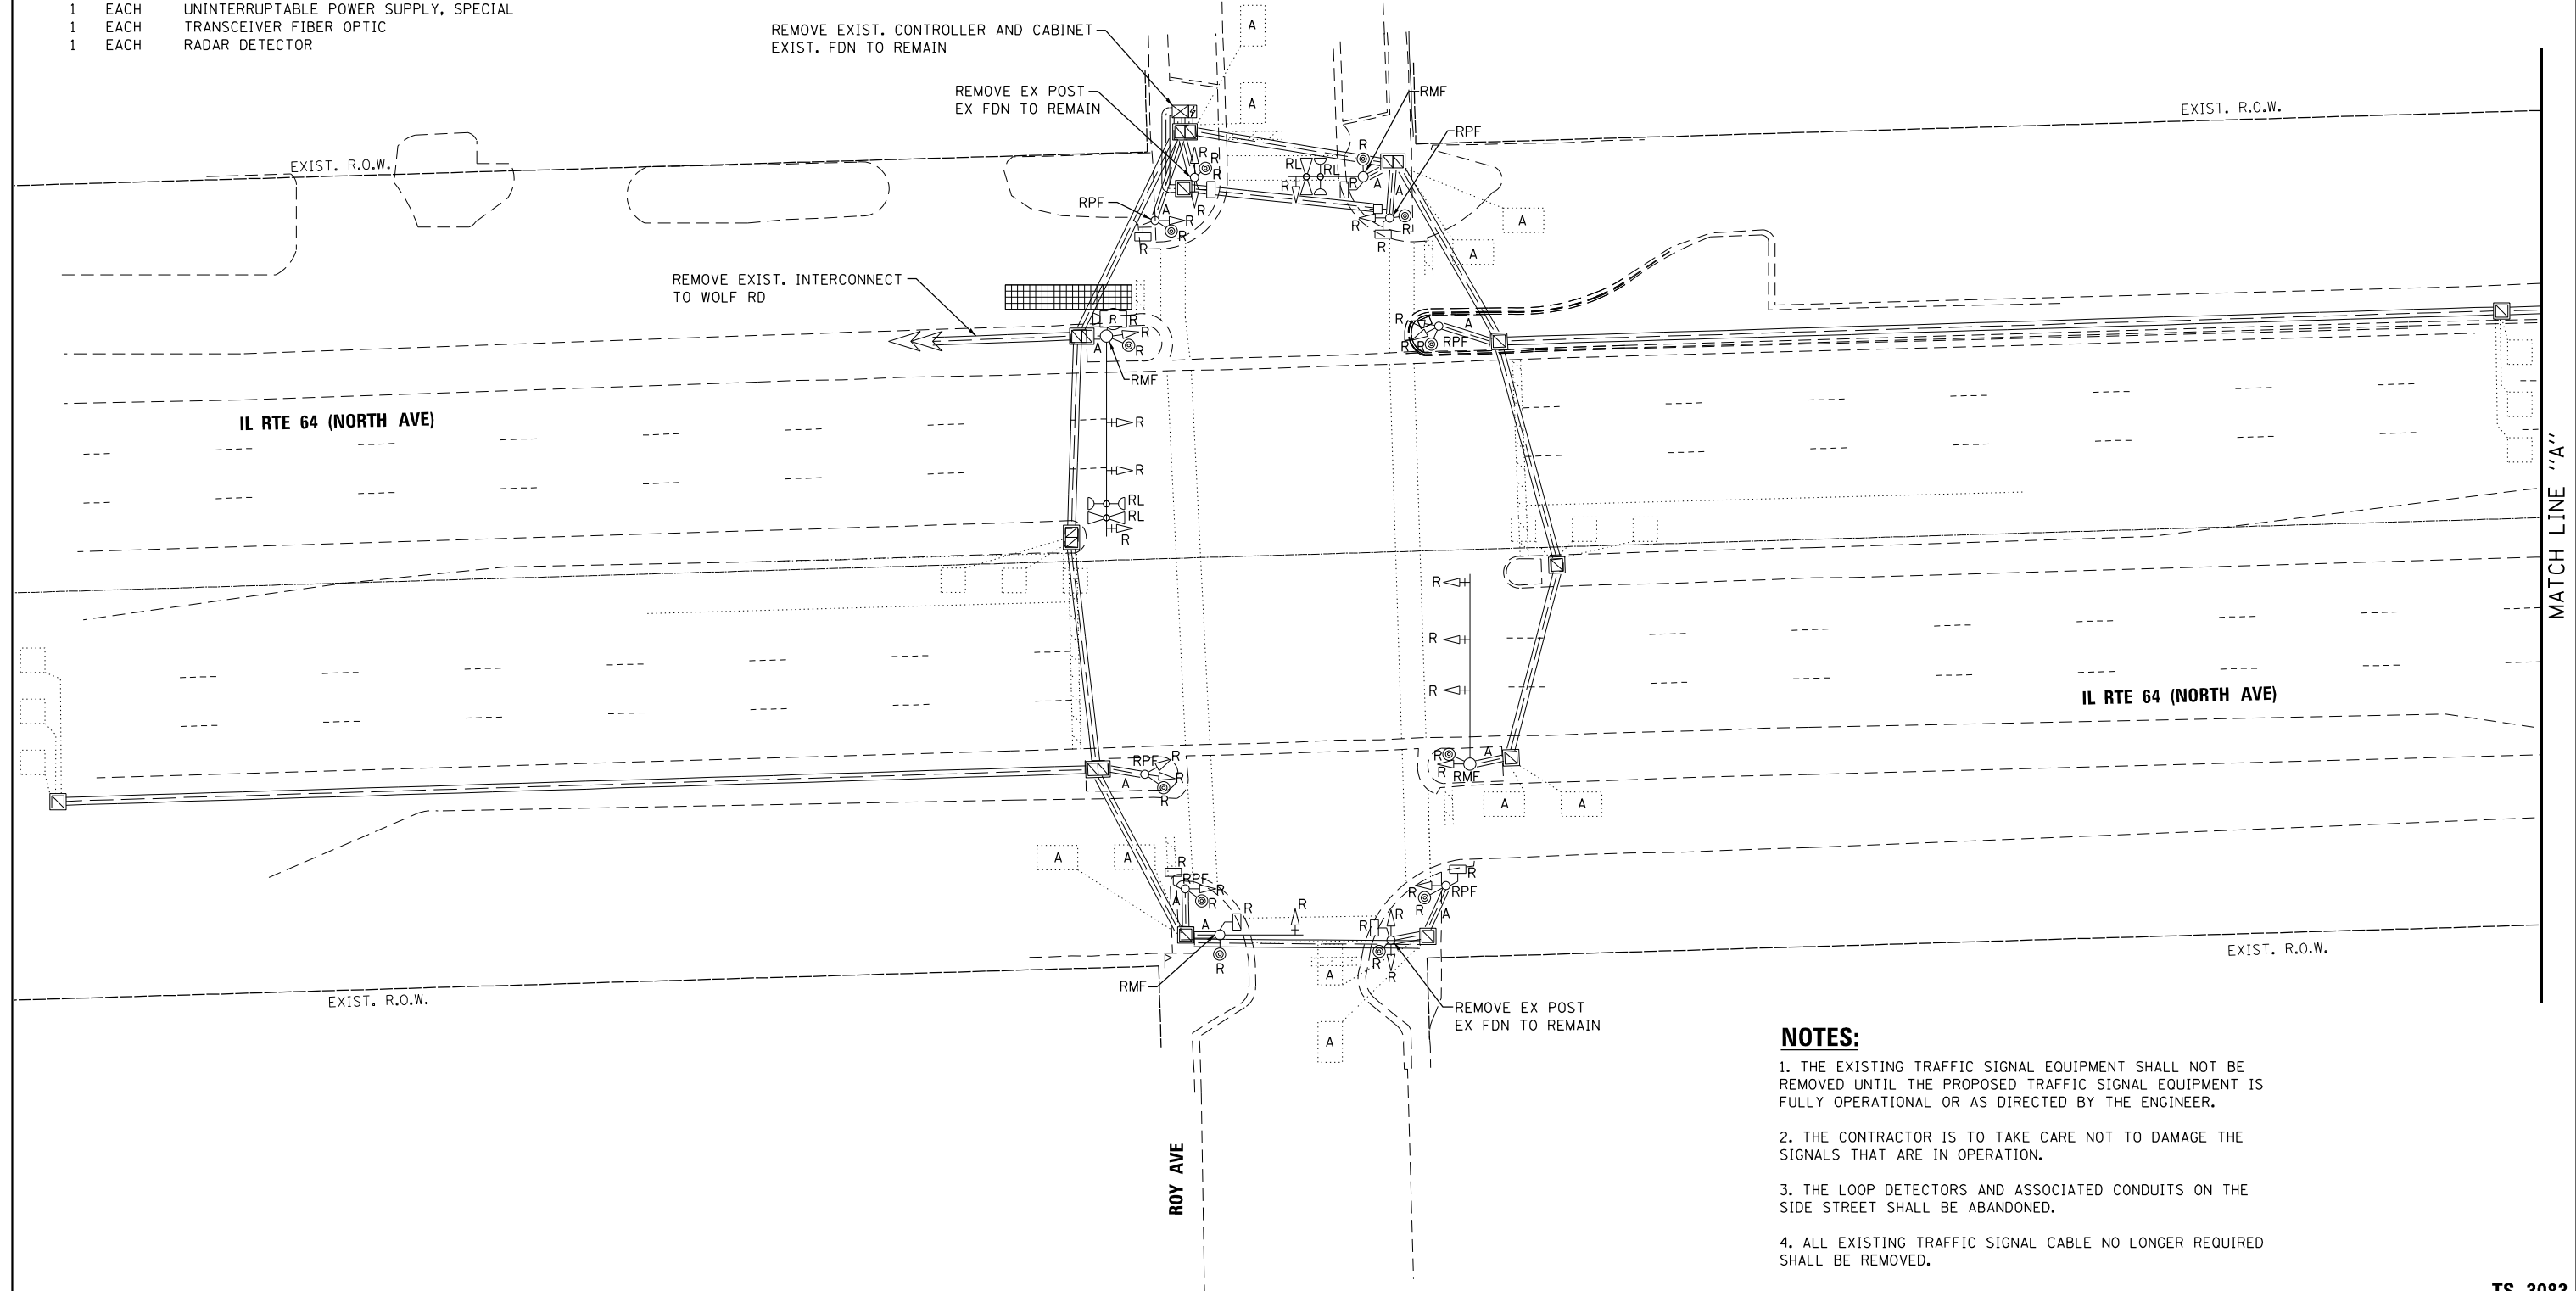 1 EACH UNINTERRUPTABLE POWER SUPPLY, SPECIAL
1 EACH TRANSCEIVER FIBER OPTIC
1 EACH RADAR DETECTOR
REMOVE EXIST. CONTROLLER AND CABINET
EXIST. FDN TO REMAIN
REMOVE EX POST
EX FDN TO REMAIN
A
A
RMF
RPF
EXIST. R.O.W.
EXIST. R.O.W.
R
R
R
R
RL
RL
R
R
A
A
RPF
A
R
R
R
R
R
R
R
A
A
REMOVE EXIST. INTERCONNECT
TO WOLF RD
R
R
R
A
R
RMF
R
A
RPF
R
R
IL RTE 64 (NORTH AVE)
R
R
RL
RL
R
MATCH LINE "A"
R
R
R
IL RTE 64 (NORTH AVE)
RPF
R
R
A
R
R
A
R
RMF
A
A
A
A
R
RPF
R
A
R
A
R
R
R
R
R
R
RPF
R
R
A
R
R
A
RMF
EXIST. R.O.W.
EXIST. R.O.W.
REMOVE EX POST
EX FDN TO REMAIN
A
ROY AVE
NOTES:
1. THE EXISTING TRAFFIC SIGNAL EQUIPMENT SHALL NOT BE
REMOVED UNTIL THE PROPOSED TRAFFIC SIGNAL EQUIPMENT IS
FULLY OPERATIONAL OR AS DIRECTED BY THE ENGINEER.
2. THE CONTRACTOR IS TO TAKE CARE NOT TO DAMAGE THE
SIGNALS THAT ARE IN OPERATION.
3. THE LOOP DETECTORS AND ASSOCIATED CONDUITS ON THE
SIDE STREET SHALL BE ABANDONED.
4. ALL EXISTING TRAFFIC SIGNAL CABLE NO LONGER REQUIRED
SHALL BE REMOVED.
TS 3083